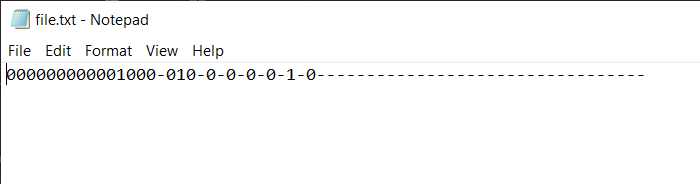 file.txt - Notepad
File Edit Format View Help
000000000001000-010-0-0-0-0-1-0---------------------------------